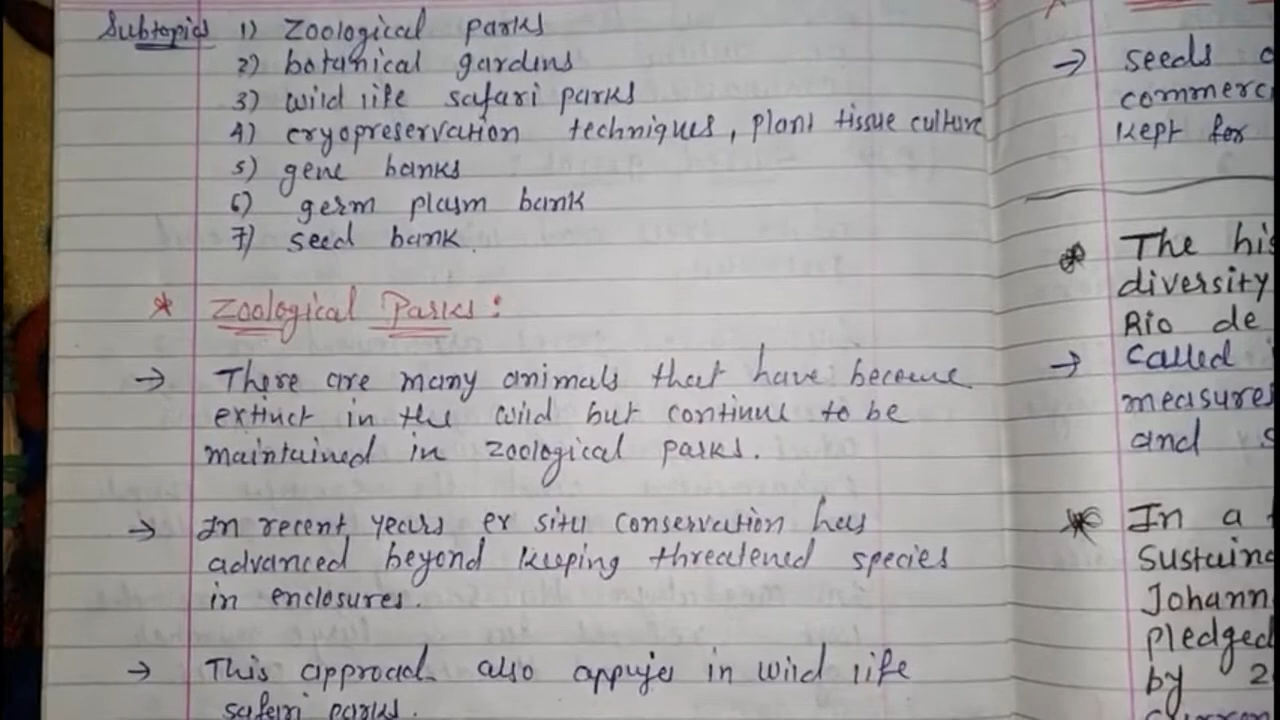 Subtopics 1) Zoological parks
2) botanical gardens
3) wild life safari parks
4) cryopreservation techniques, plant tissue culture
5) gene banks
6) germ plasm bank
7) seed bank.
* Zoological Parks:
→ There are many animals that have become
extinct in the wild but continue to be
maintained in zoological parks.
→ In recent years ex situ conservation has
advanced beyond keeping threatened species
in enclosures.
→ This approach also applies in wild life
safari parks.
→ seeds
commerc
kept for
* The his
diversity
Rio de
→ Called
measures
and s
* In a
Sustaina
Johann
pledged
by 2